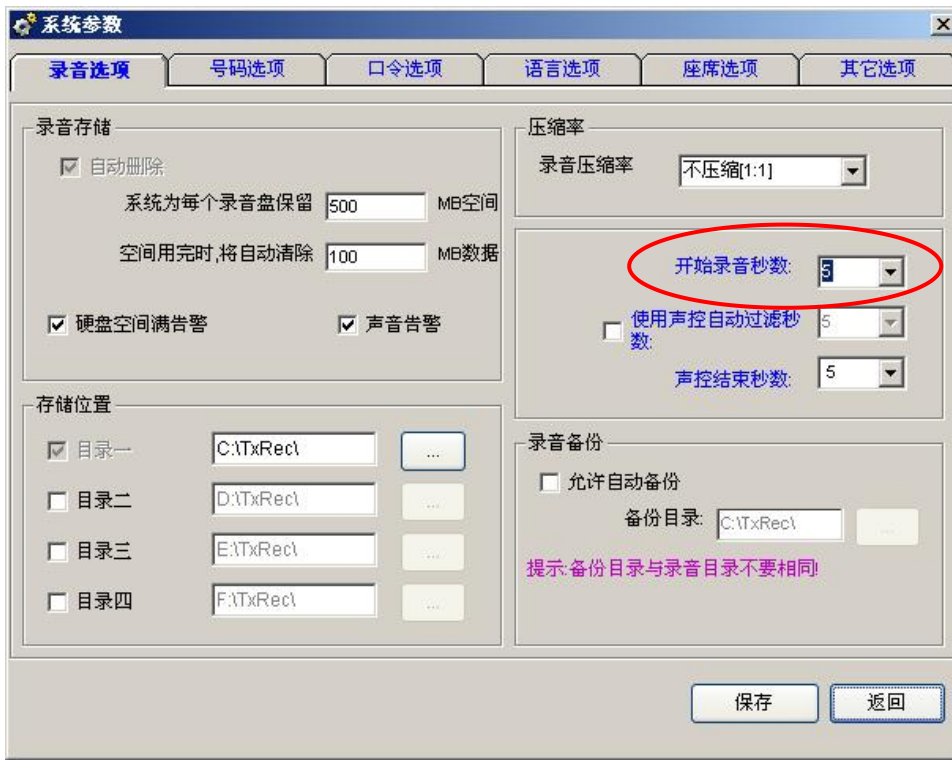 系统参数
录音选项 号码选项 口令选项 语言选项 座席选项 其它选项
录音存储
自动删除
系统为每个录音盘保留 500 MB空间
空间用完时,将自动清除 100 MB数据
硬盘空间满告警 声音告警
存储位置
目录一 C:\TxRec\ ...
目录二 D:\TxRec\ ...
目录三 E:\TxRec\ ...
目录四 F:\TxRec\ ...
压缩率
录音压缩率 不压缩[1:1]
开始录音秒数: 5
使用声控自动过滤秒 5
数:
声控结束秒数: 5
录音备份
允许自动备份
备份目录: C:\TxRec\ ...
提示:备份目录与录音目录不要相同!
保存 返回